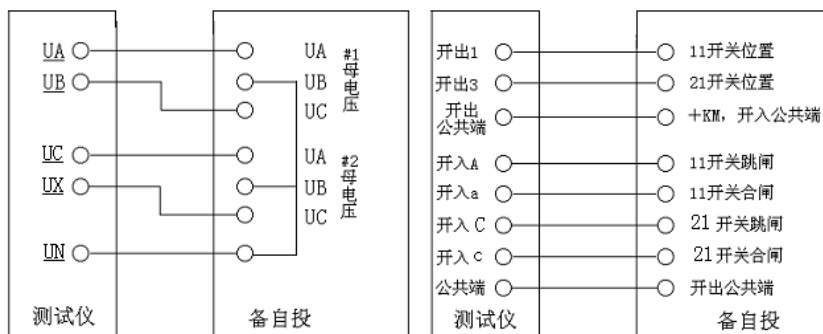 UA
UB
UC
UX
UN
测试仪
UA
UB
UC
#1
母
电
压
UA
UB
UC
#2
母
电
压
备自投
开出1
开出3
开出
公共端
开入A
开入a
开入 C
开入 c
公共端
测试仪
11开关位置
21开关位置
+KM，开入公共端
11开关跳闸
11开关合闸
21 开关跳闸
21开关合闸
开出公共端
备自投